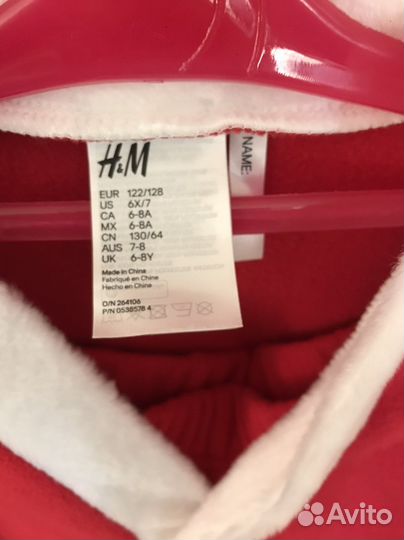 H&M
NAME:
EUR 122/128
US 6X/7
CA 6-8A
MX 6-8A
CN 130/64
AUS 7-8
UK 6-8Y
Made in China
Fabriqué en Chine
Hecho en China
O/N 264106
P/N 0538578 4
Avito